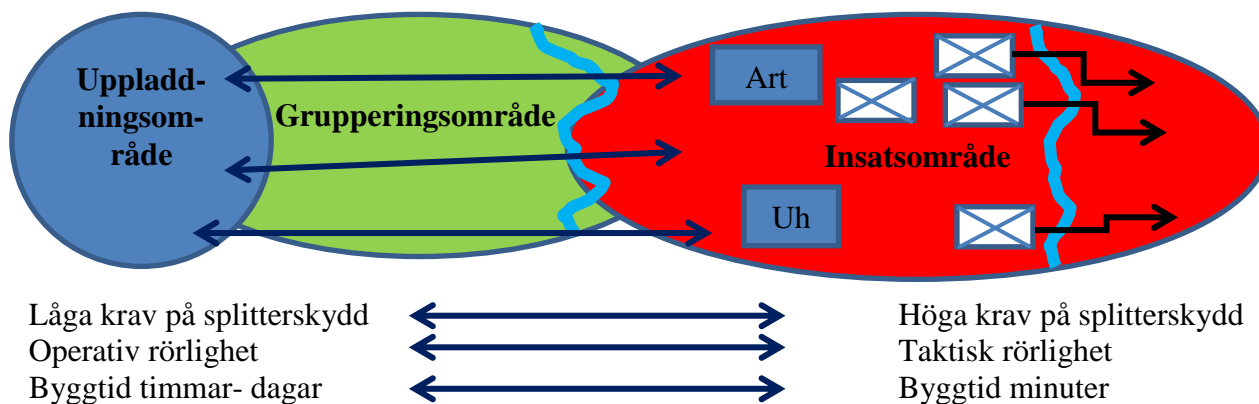 Uppladd-
ningsom-
råde
Grupperingsområde
Art
Insatsområde
Uh
Låga krav på splitterskydd
Höga krav på splitterskydd
Operativ rörlighet
Taktisk rörlighet
Byggtid timmar- dagar
Byggtid minuter